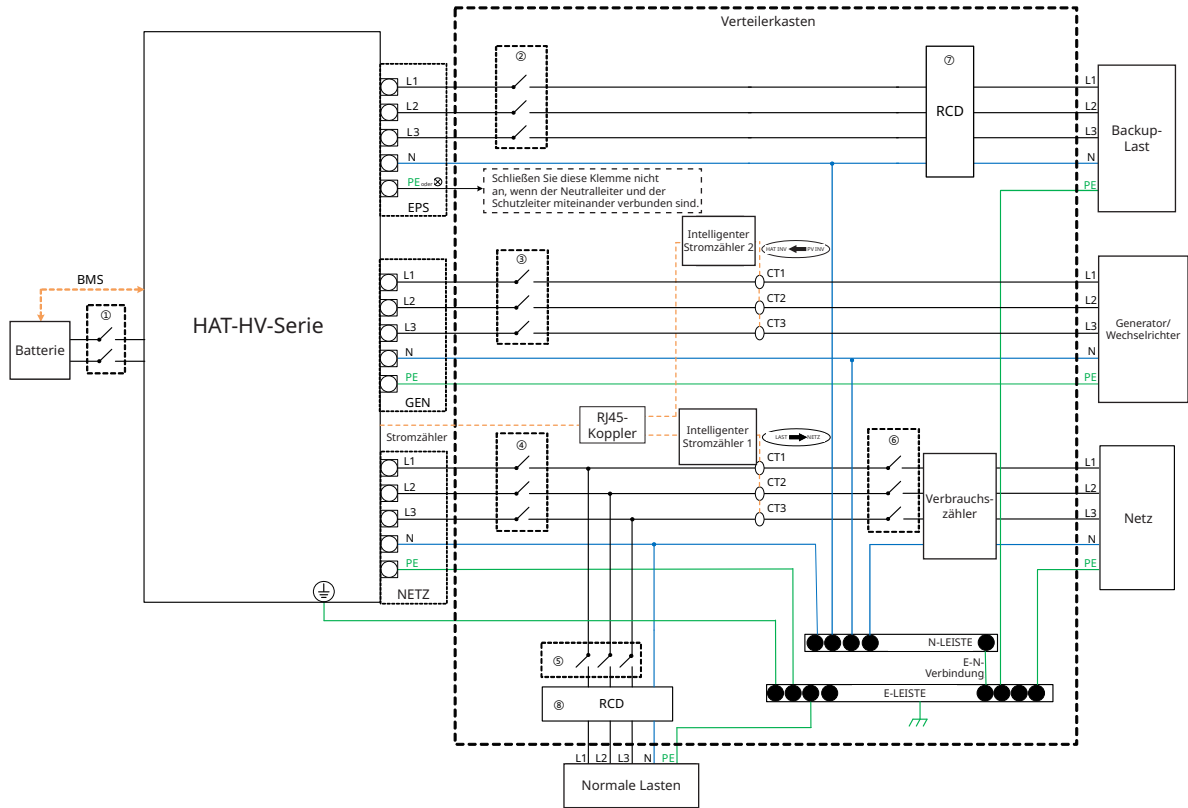 Verteilerkasten
②
⑦
RCD
L1
L2
L3
N
PE oder ⊗
EPS
Schließen Sie diese Klemme nicht
an, wenn der Neutralleiter und der
Schutzleiter miteinander verbunden sind.
L1
L2
L3
N
PE
Backup-
Last
Intelligenter
Stromzähler 2
HAT INV
PV INV
③
L1
L2
L3
N
PE
GEN
CT1
CT2
CT3
L1
L2
L3
N
PE
Generator/
Wechselrichter
BMS
①
Batterie
HAT-HV-Serie
RJ45-
Koppler
Intelligenter
Stromzähler 1
LAST
NETZ
Stromzähler
④
⑥
L1
L2
L3
N
PE
NETZ
CT1
CT2
CT3
Verbrauchs-
zähler
L1
L2
L3
N
PE
Netz
N-LEISTE
E-N-
Verbindung
E-LEISTE
⑤
⑧
RCD
L1
L2
L3
N
PE
Normale Lasten